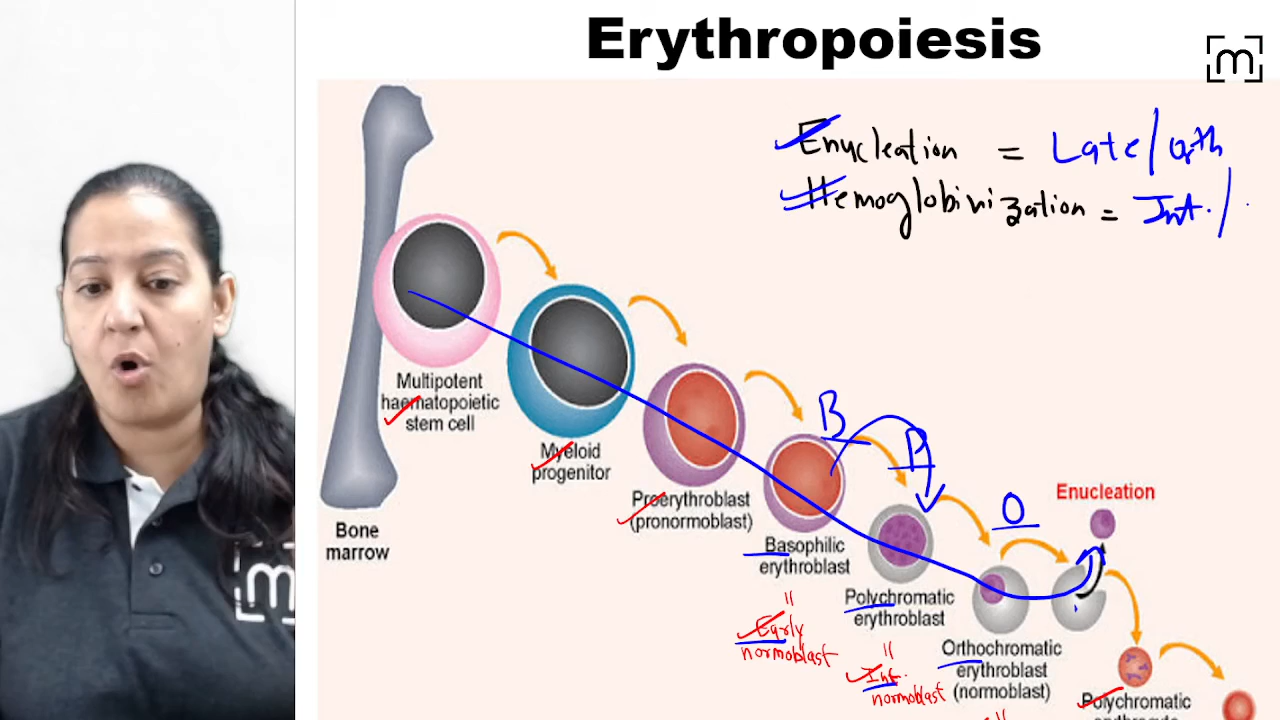 Erythropoiesis
m
Enucleation = Late/Orth
Hemoglobinization = Int./
Multipotent
haematopoietic
stem cell
Myeloid
progenitor
Proerythroblast
(pronormoblast)
B
Basophilic
erythroblast
P
Polychromatic
erythroblast
O
Orthochromatic
erythroblast
(normoblast)
Enucleation
Bone
marrow
"
Early
normoblast
"
Int.
normoblast
"
Polychromatic
m